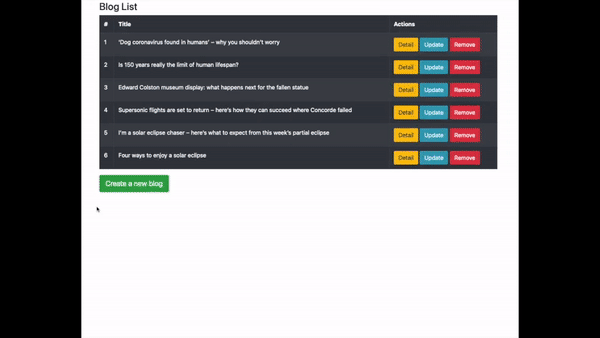 Blog List
# Title Actions
1 'Dog coronavirus found in humans' – why you shouldn't worry Detail Update Remove
2 Is 150 years really the limit of human lifespan? Detail Update Remove
3 Edward Colston museum display: what happens next for the fallen statue Detail Update Remove
4 Supersonic flights are set to return – here's how they can succeed where Concorde failed Detail Update Remove
5 I'm a solar eclipse chaser – here's what to expect from this week's partial eclipse Detail Update Remove
6 Four ways to enjoy a solar eclipse Detail Update Remove
Create a new blog